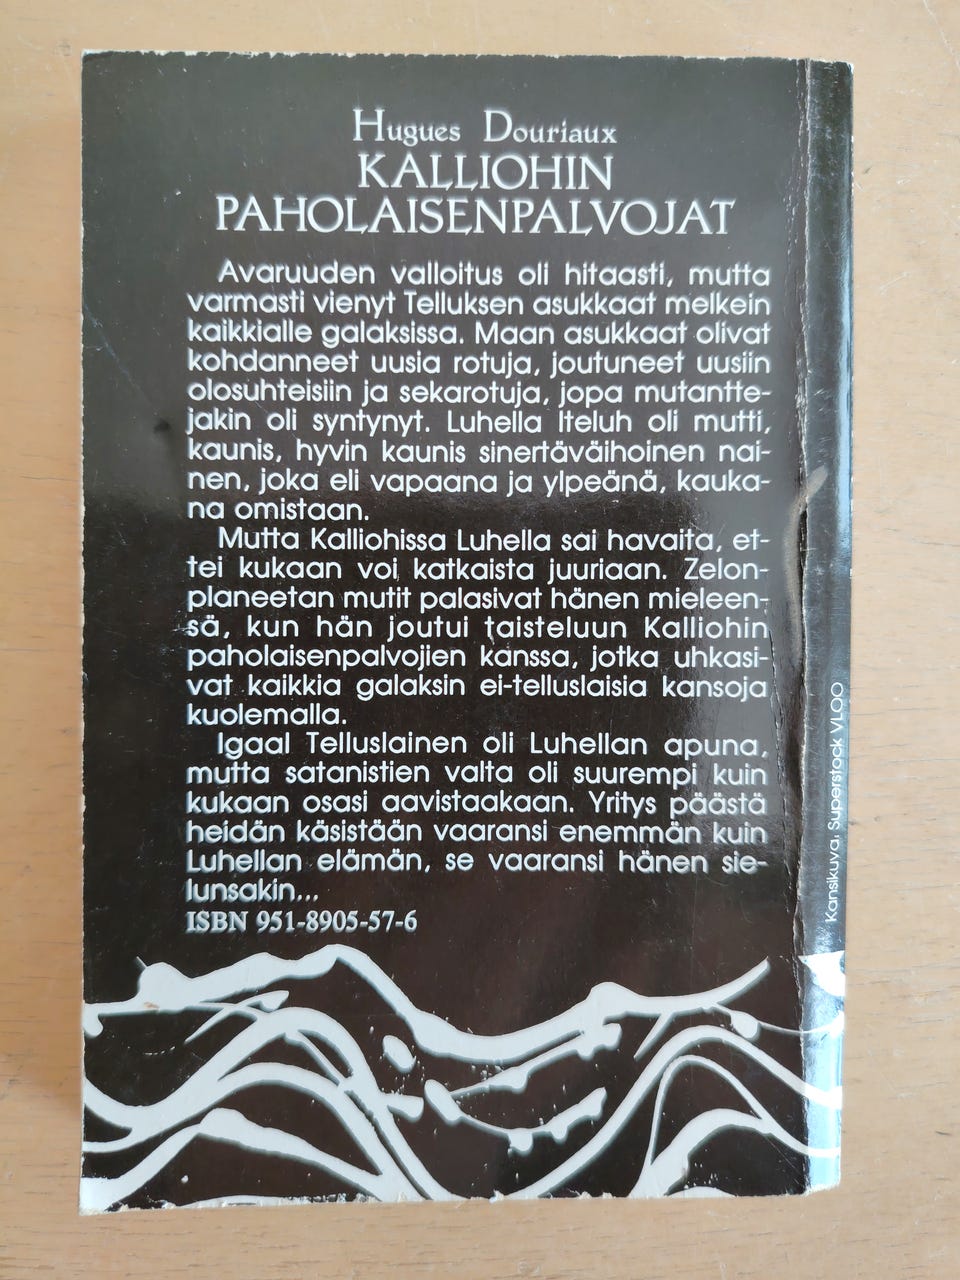 Hugues Douriaux
KALLIOHIN
PAHOLAISENPALVOJAT
Avaruuden valloitus oli hitaasti, mutta
varmasti vienyt Telluksen asukkaat melkein
kaikkialle galaksissa. Maan asukkaat olivat
kohdanneet uusia rotuja, joutuneet uusiin
olosuhteisiin ja sekarotuja, jopa mutantte-
jakin oli syntynyt. Luhella Iteluh oli mutti,
kaunis, hyvin kaunis sinertäväihoinen nai-
nen, joka eli vapaana ja ylpeänä, kauka-
na omistaan.
Mutta Kalliohissa Luhella sai havaita, et-
tei kukaan voi katkaista juuriaan. Zelon-
planeetan mutit palasivat hänen mieleen-
sä, kun hän joutui taisteluun Kalliohin
paholaisenpalvojien kanssa, jotka uhkasi-
vat kaikkia galaksin ei-telluslaisia kansoja
kuolemalla.
Igaal Telluslainen oli Luhellan apuna,
mutta satanistien valta oli suurempi kuin
kukaan osasi aavistaakaan. Yritys päästä
heidän käsistään vaaransi enemmän kuin
Luhellan elämän, se vaaransi hänen sie-
lunsakin...
ISBN 951-8905-57-6
Kansikuva: Superstock VLOO